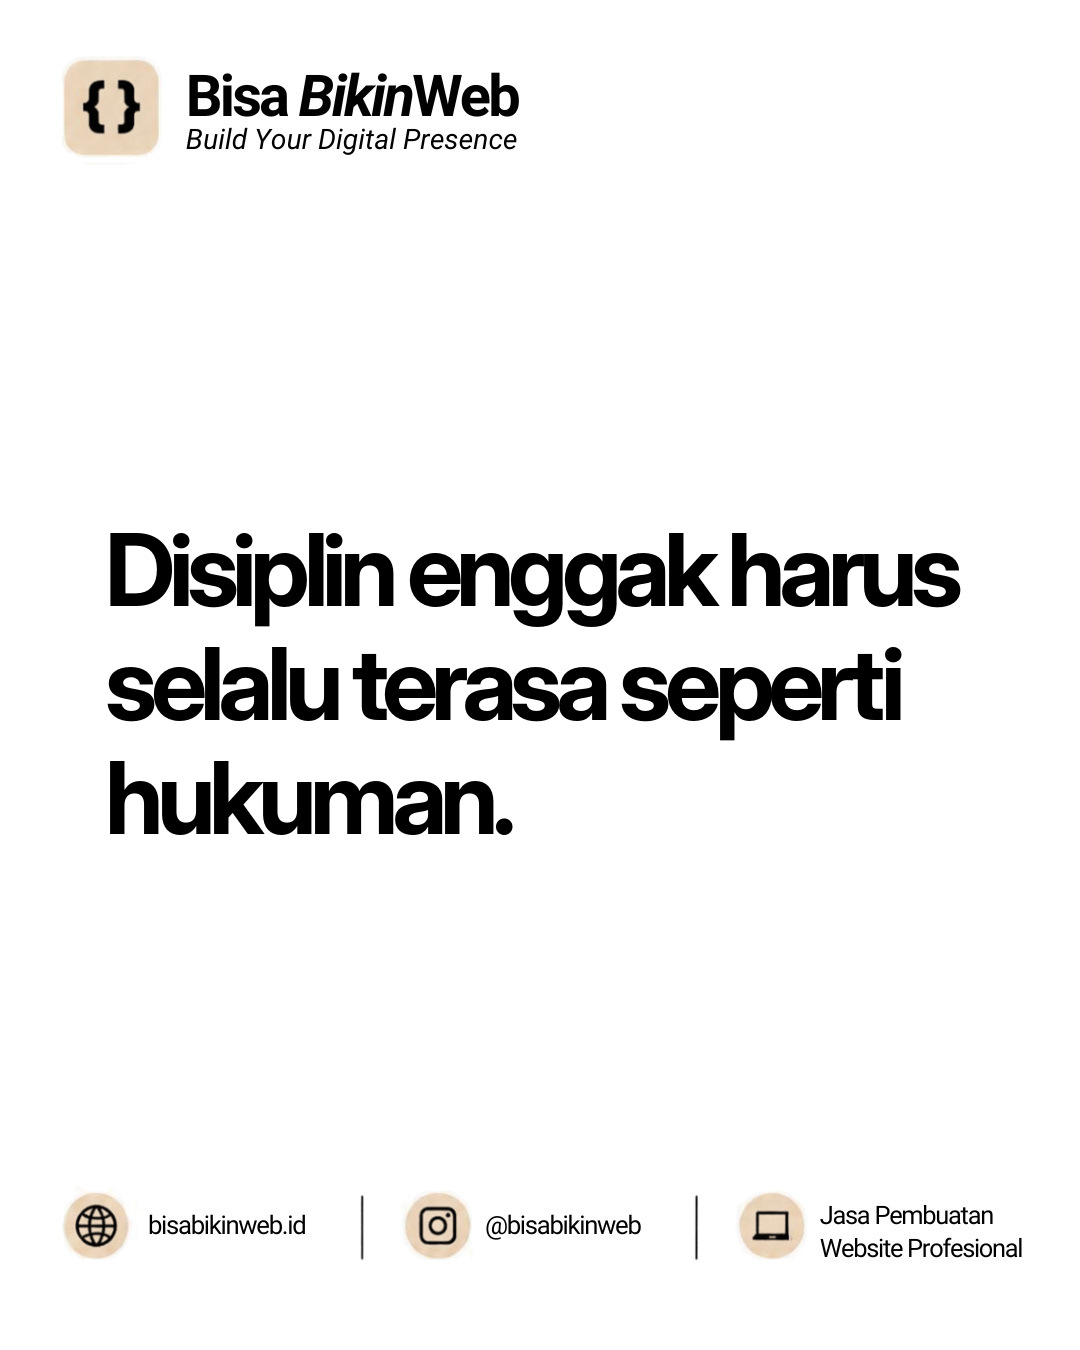 { }
Bisa BikinWeb
Build Your Digital Presence
Disiplin enggak harus
selalu terasa seperti
hukuman.
bisabikinweb.id
@bisabikinweb
Jasa Pembuatan
Website Profesional